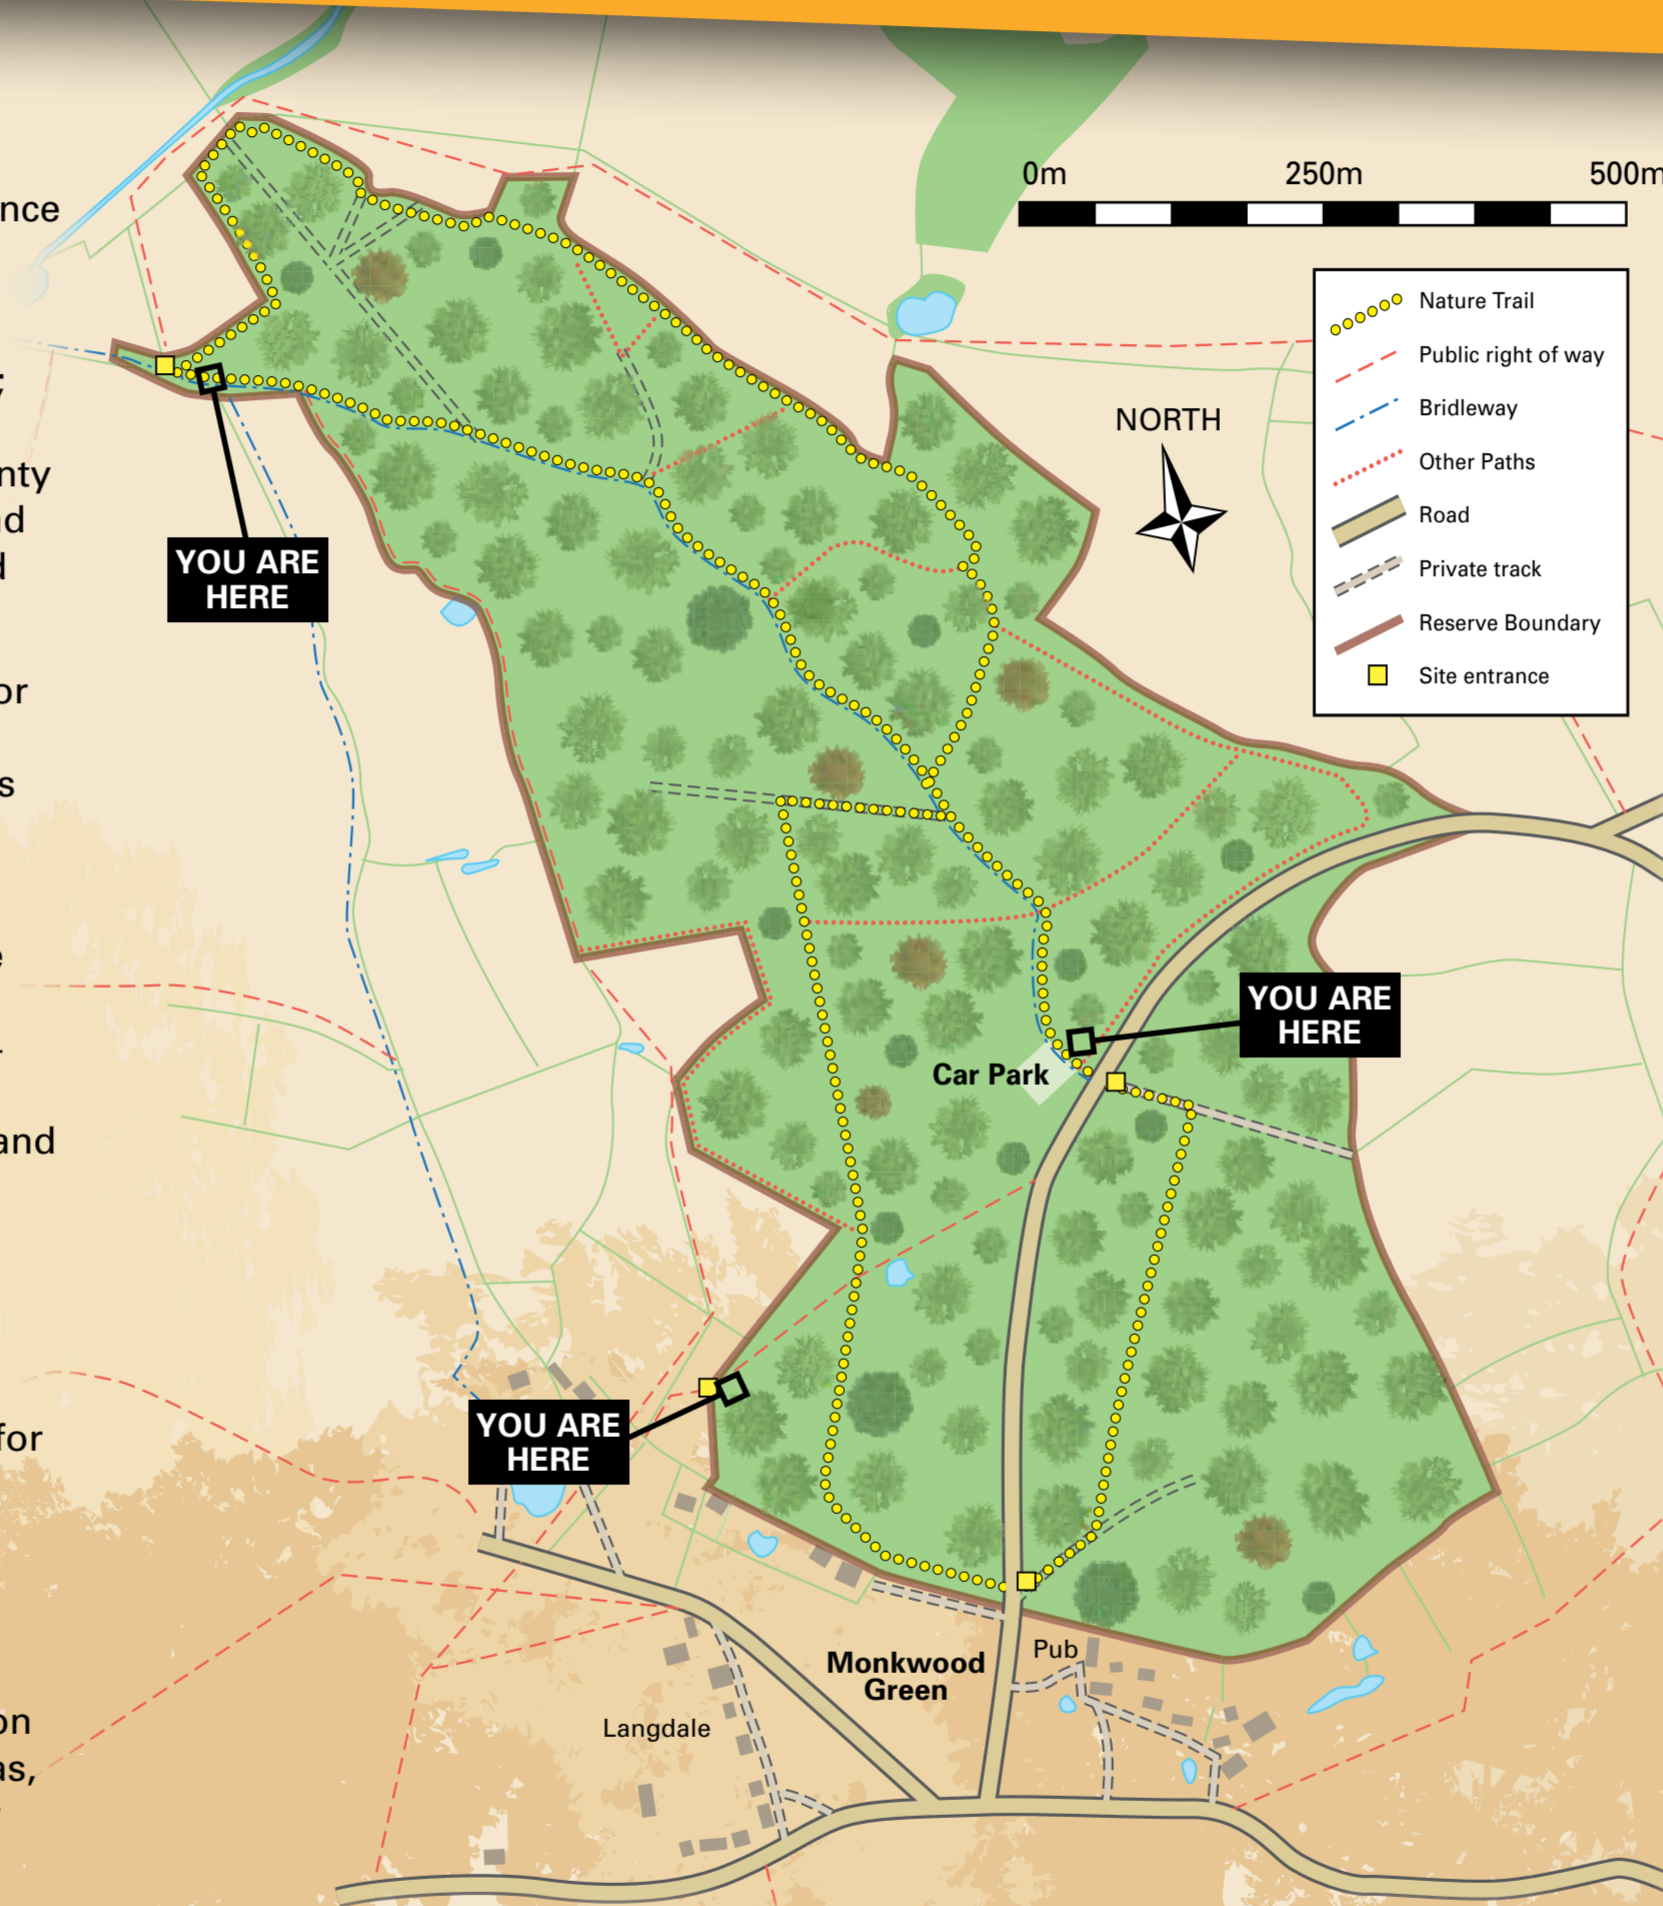 nce
nty
nd
d
or
s
e
and
for
on
as,
0m
250m
500m
Nature Trail
Public right of way
Bridleway
Other Paths
Road
Private track
Reserve Boundary
Site entrance
NORTH
YOU ARE
HERE
YOU ARE
HERE
Car Park
YOU ARE
HERE
Monkwood
Green
Pub
Langdale